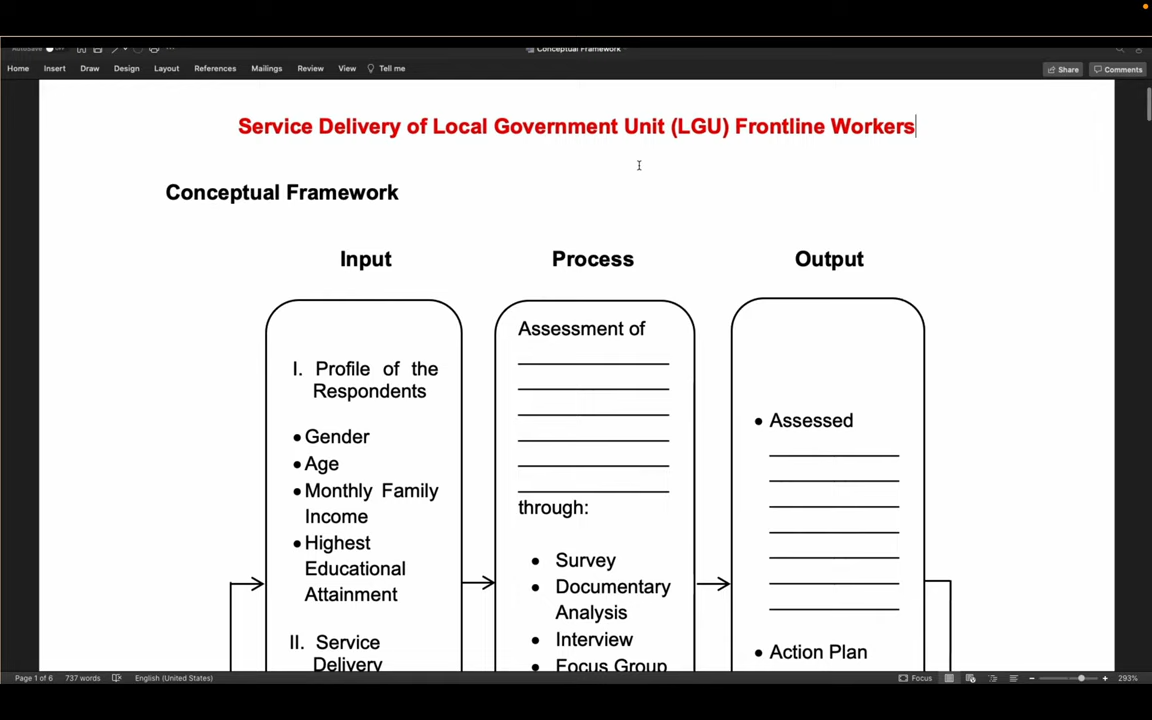 AutoSave OFF
Conceptual Framework
Home Insert Draw Design Layout References Mailings Review View Tell me Share Comments
Service Delivery of Local Government Unit (LGU) Frontline Workers
Conceptual Framework
Input
Process
Output
I. Profile of the
Respondents
• Gender
• Age
• Monthly Family
Income
• Highest
Educational
Attainment
II. Service
Delivery
Assessment of
through:
• Survey
• Documentary
Analysis
• Interview
• Focus Group
• Assessed
• Action Plan
Page 1 of 6 737 words English (United States) Focus 293%